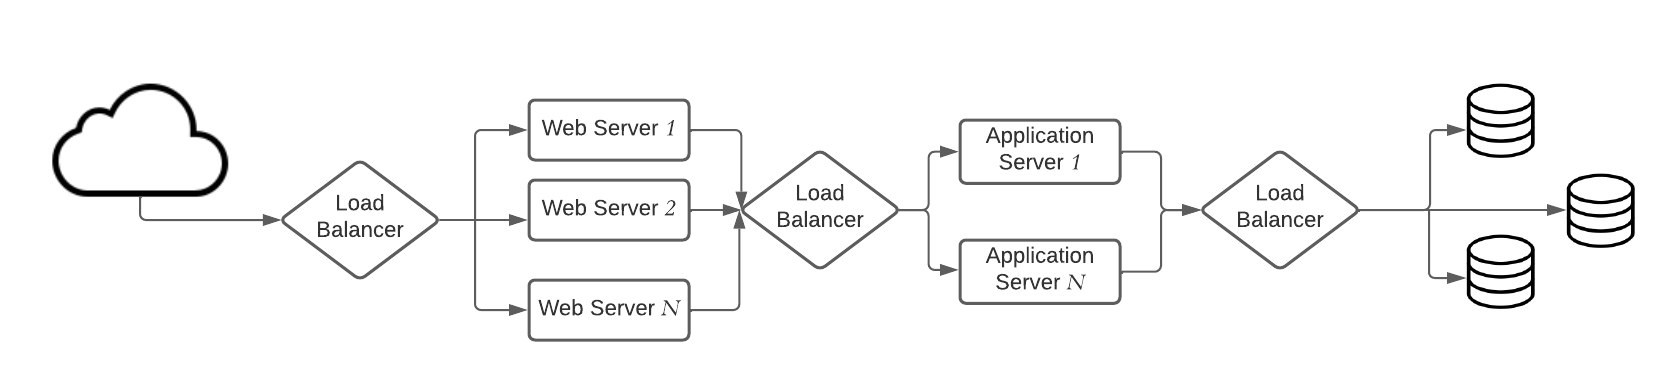 Load
Balancer
Web Server 1
Web Server 2
Web Server N
Load
Balancer
Application
Server 1
Application
Server N
Load
Balancer